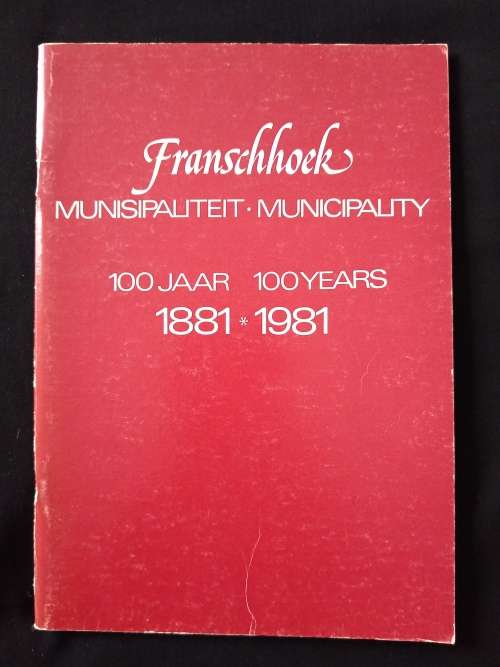 Franschhoek
MUNISIPALITEIT · MUNICIPALITY
100 JAAR 100 YEARS
1881 * 1981